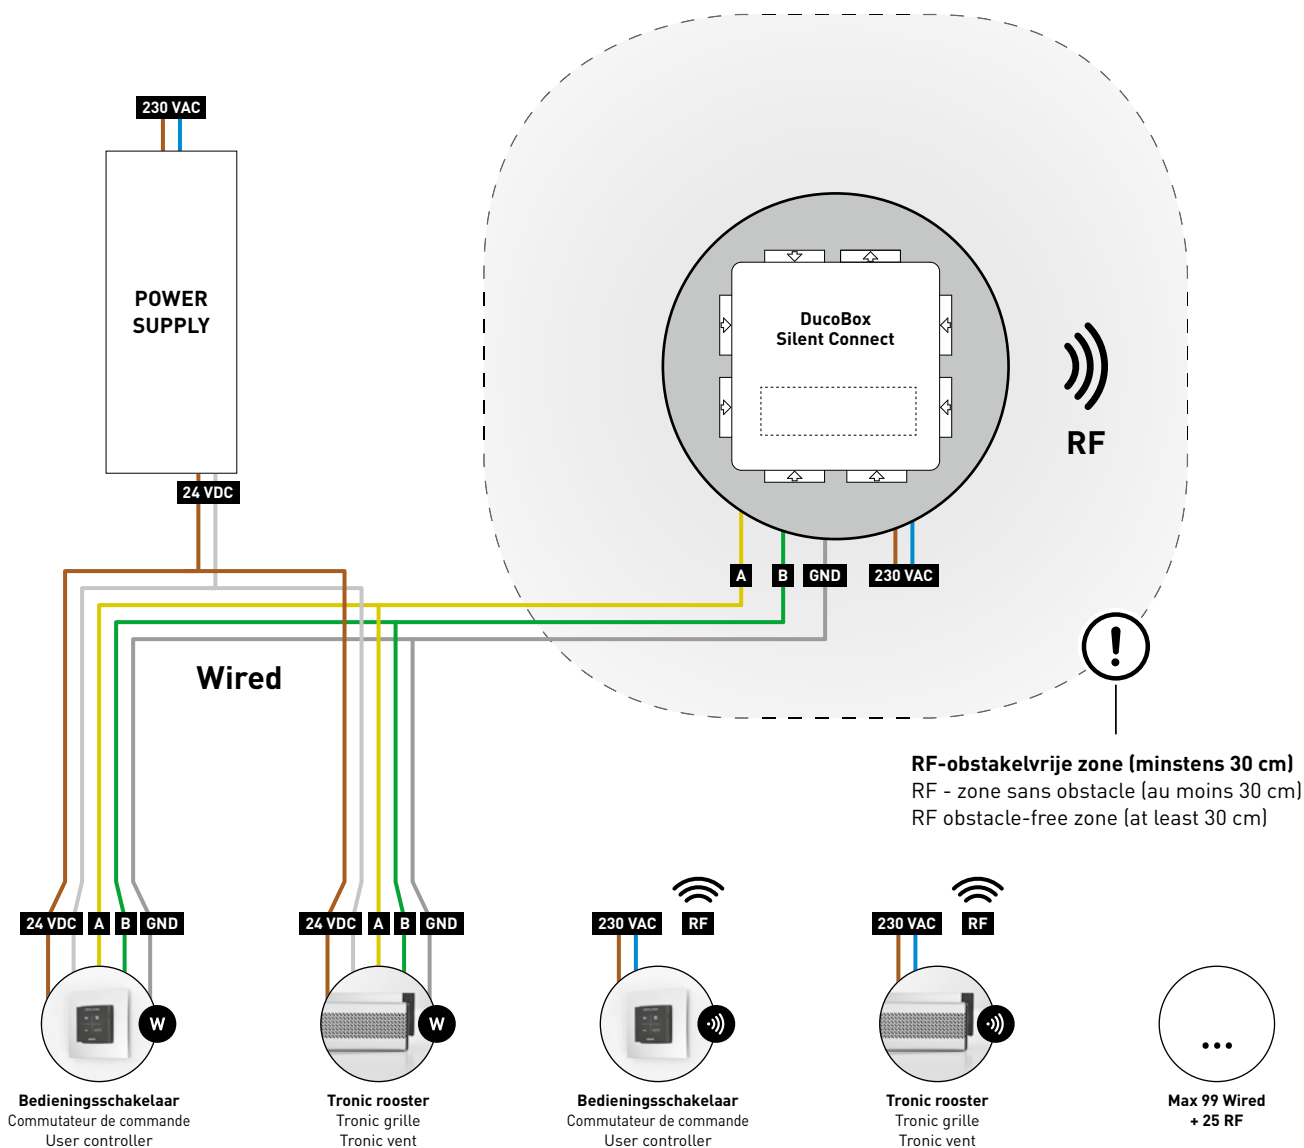 230 VAC
POWER
SUPPLY
24 VDC
DucoBox
Silent Connect
RF
A
B
GND
230 VAC
Wired
!
RF-obstakelvrije zone (minstens 30 cm)
RF - zone sans obstacle (au moins 30 cm)
RF obstacle-free zone (at least 30 cm)
24 VDC
A
B
GND
W
Bedieningsschakelaar
Commutateur de commande
User controller
24 VDC
A
B
GND
W
Tronic rooster
Tronic grille
Tronic vent
230 VAC
RF
Bedieningsschakelaar
Commutateur de commande
User controller
230 VAC
RF
Tronic rooster
Tronic grille
Tronic vent
...
Max 99 Wired
+ 25 RF